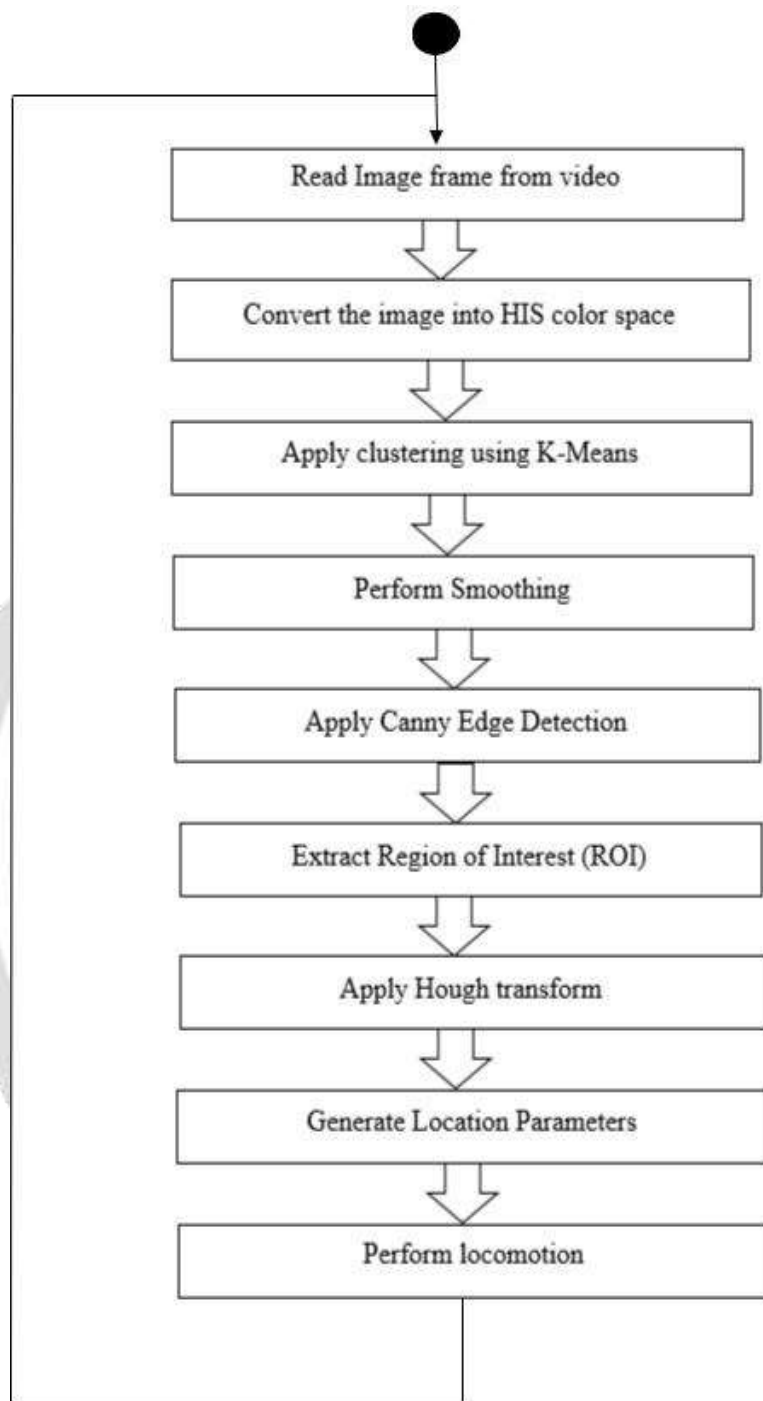 Read Image frame from video
Convert the image into HIS color space
Apply clustering using K-Means
Perform Smoothing
Apply Canny Edge Detection
Extract Region of Interest (ROI)
Apply Hough transform
Generate Location Parameters
Perform locomotion